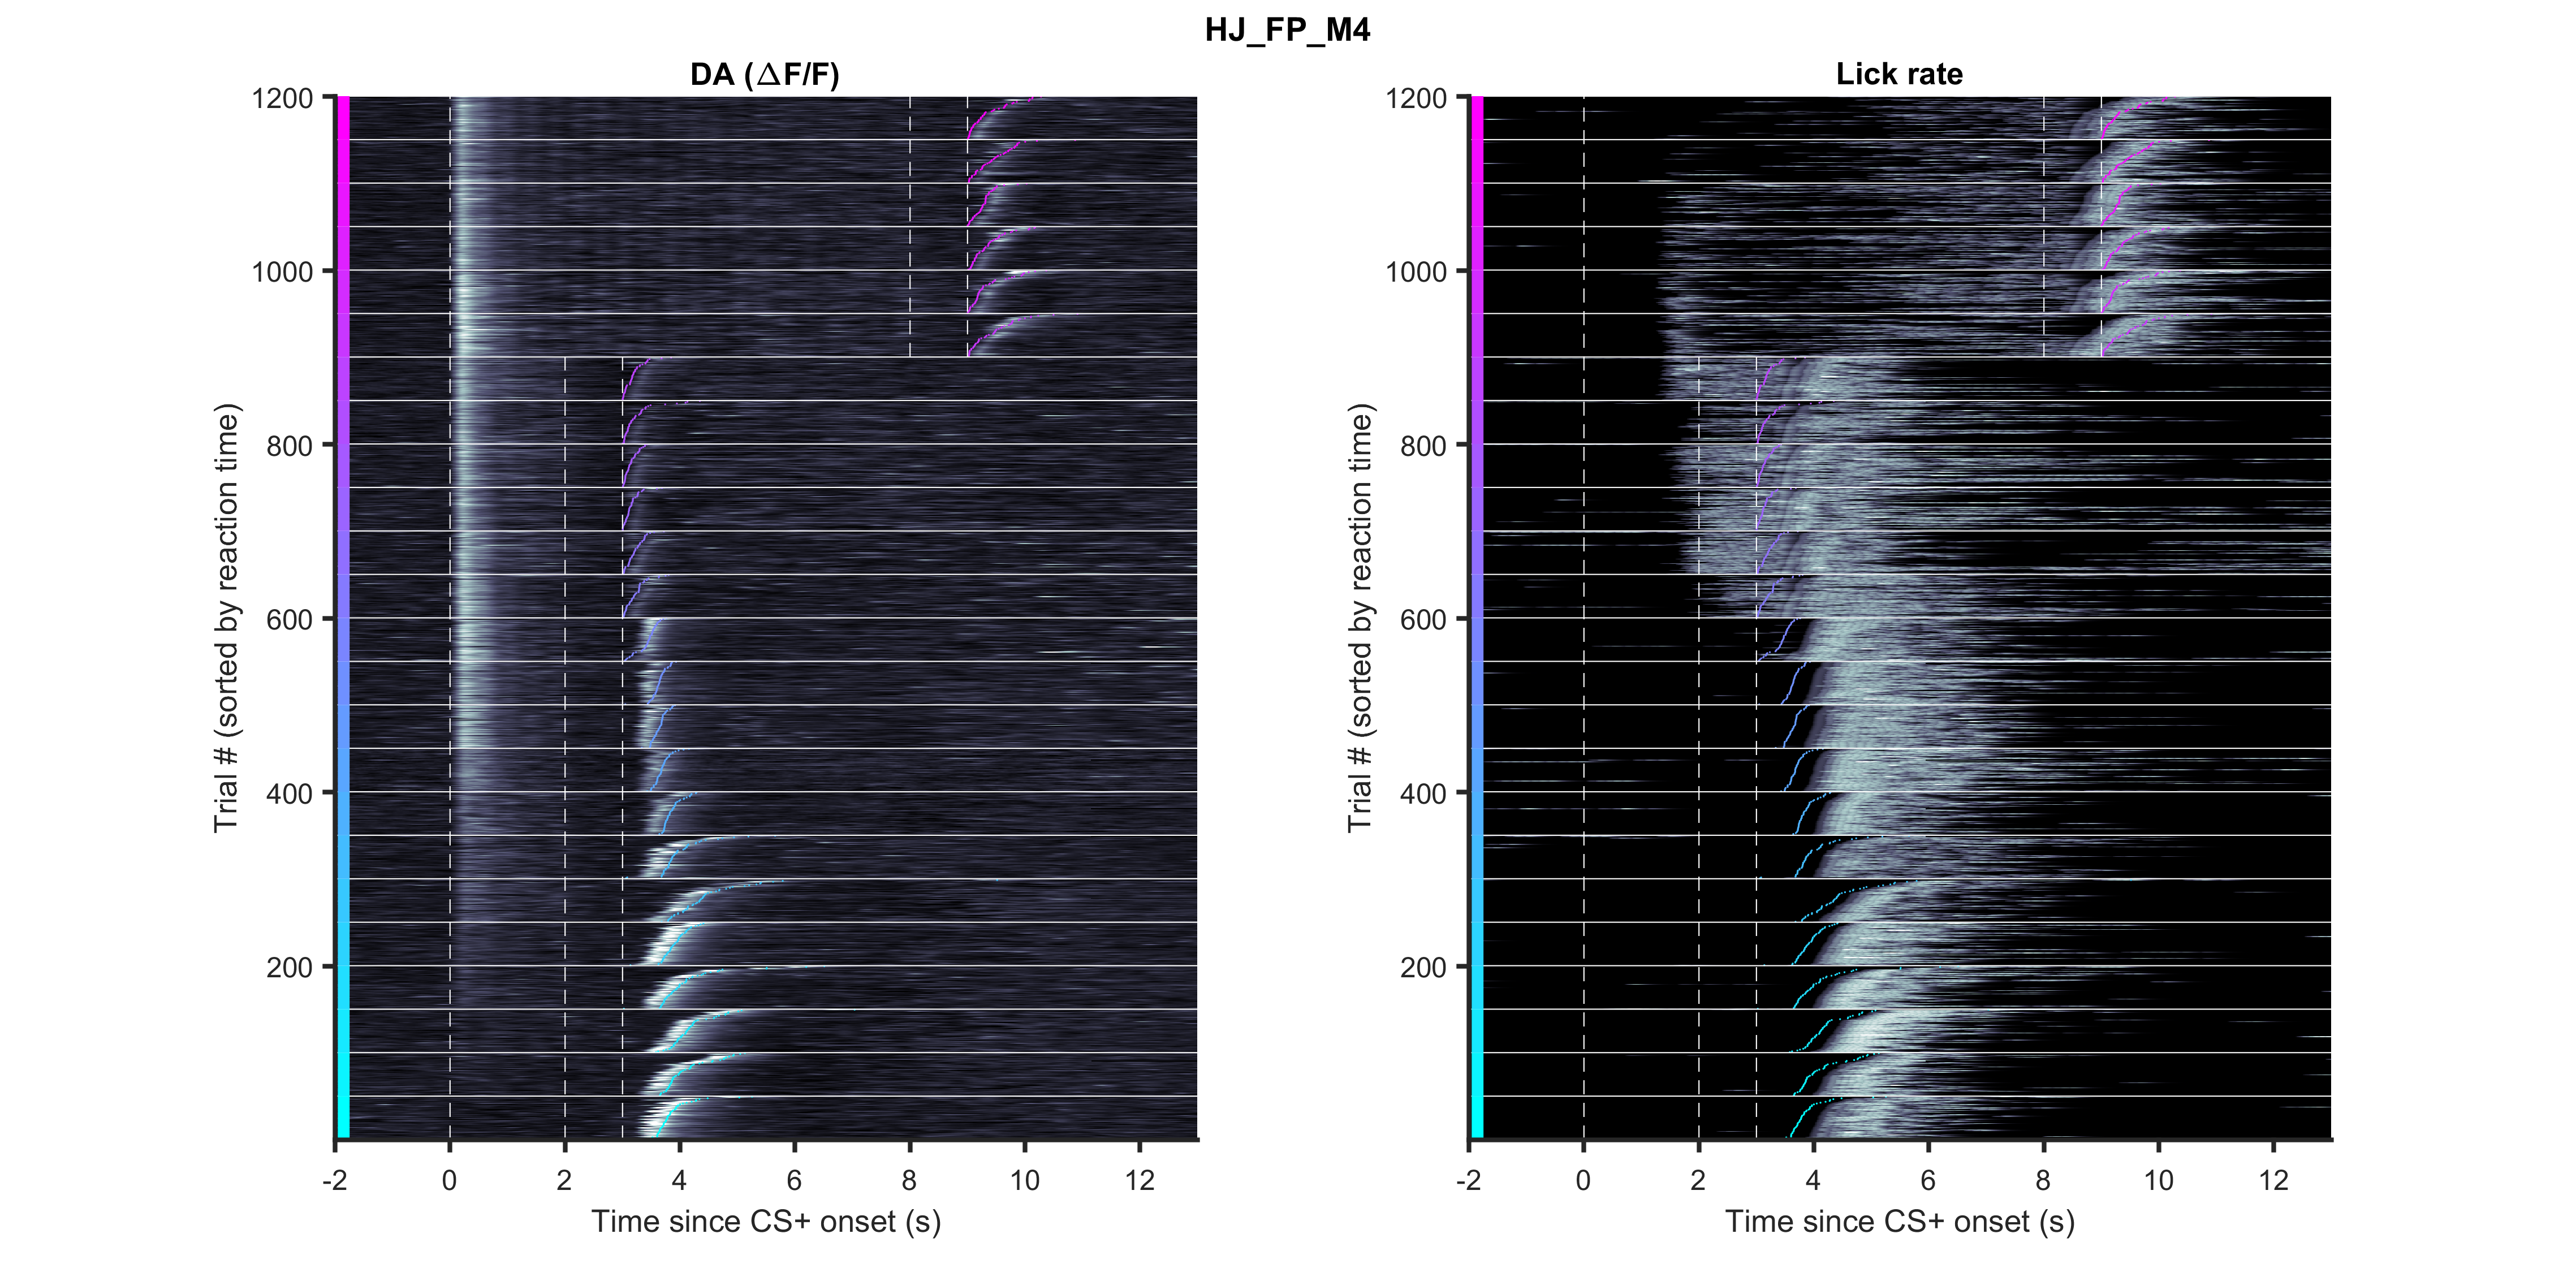 HJ_FP_M4
DA (ΔF/F)
1200
1000
800
600
400
200
Trial # (sorted by reaction time)
-2 0 2 4 6 8 10 12
Time since CS+ onset (s)
Lick rate
1200
1000
800
600
400
200
Trial # (sorted by reaction time)
-2 0 2 4 6 8 10 12
Time since CS+ onset (s)